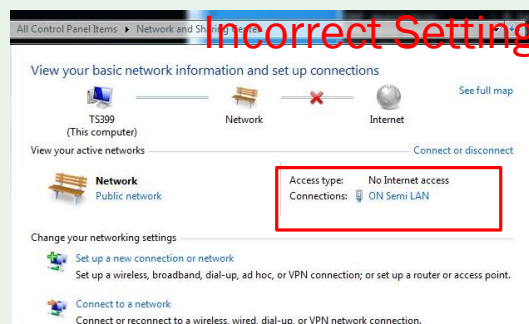 All Control Panel Items ▸ Network and Sharing Center
Incorrect Setting
View your basic network information and set up connections
See full map
TS399
(This computer)
Network
Internet
View your active networks
Connect or disconnect
Network
Public network
Access type: No Internet access
Connections: ON Semi LAN
Change your networking settings
Set up a new connection or network
Set up a wireless, broadband, dial-up, ad hoc, or VPN connection; or set up a router or access point.
Connect to a network
Connect or reconnect to a wireless, wired, dial-up, or VPN network connection.